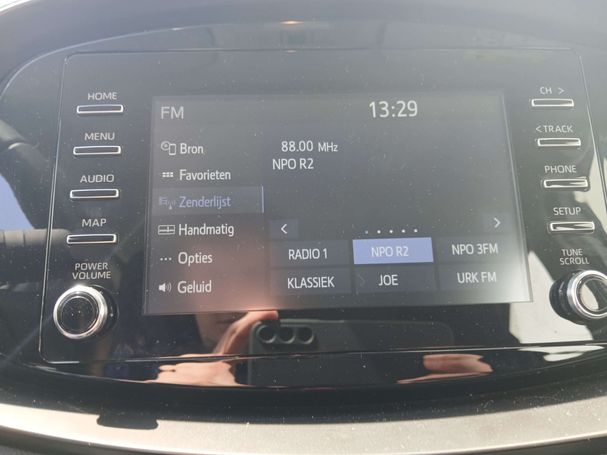 HOME
MENU
AUDIO
MAP
POWER
VOLUME
FM
13:29
Bron
Favorieten
Zenderlijst
Handmatig
Opties
Geluid
88.00 MHz
NPO R2
<
>
RADIO 1
NPO R2
NPO 3FM
KLASSIEK
JOE
URK FM
CH >
< TRACK
PHONE
SETUP
TUNE
SCROLL